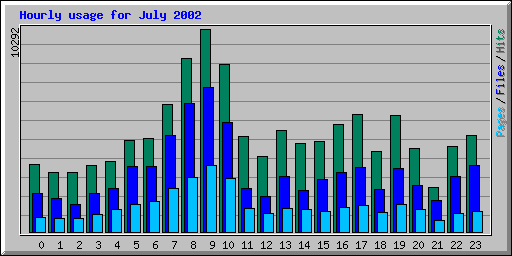 Hourly usage for July 2002
10292
Pages/Files/Hits
0 1 2 3 4 5 6 7 8 9 10 11 12 13 14 15 16 17 18 19 20 21 22 23